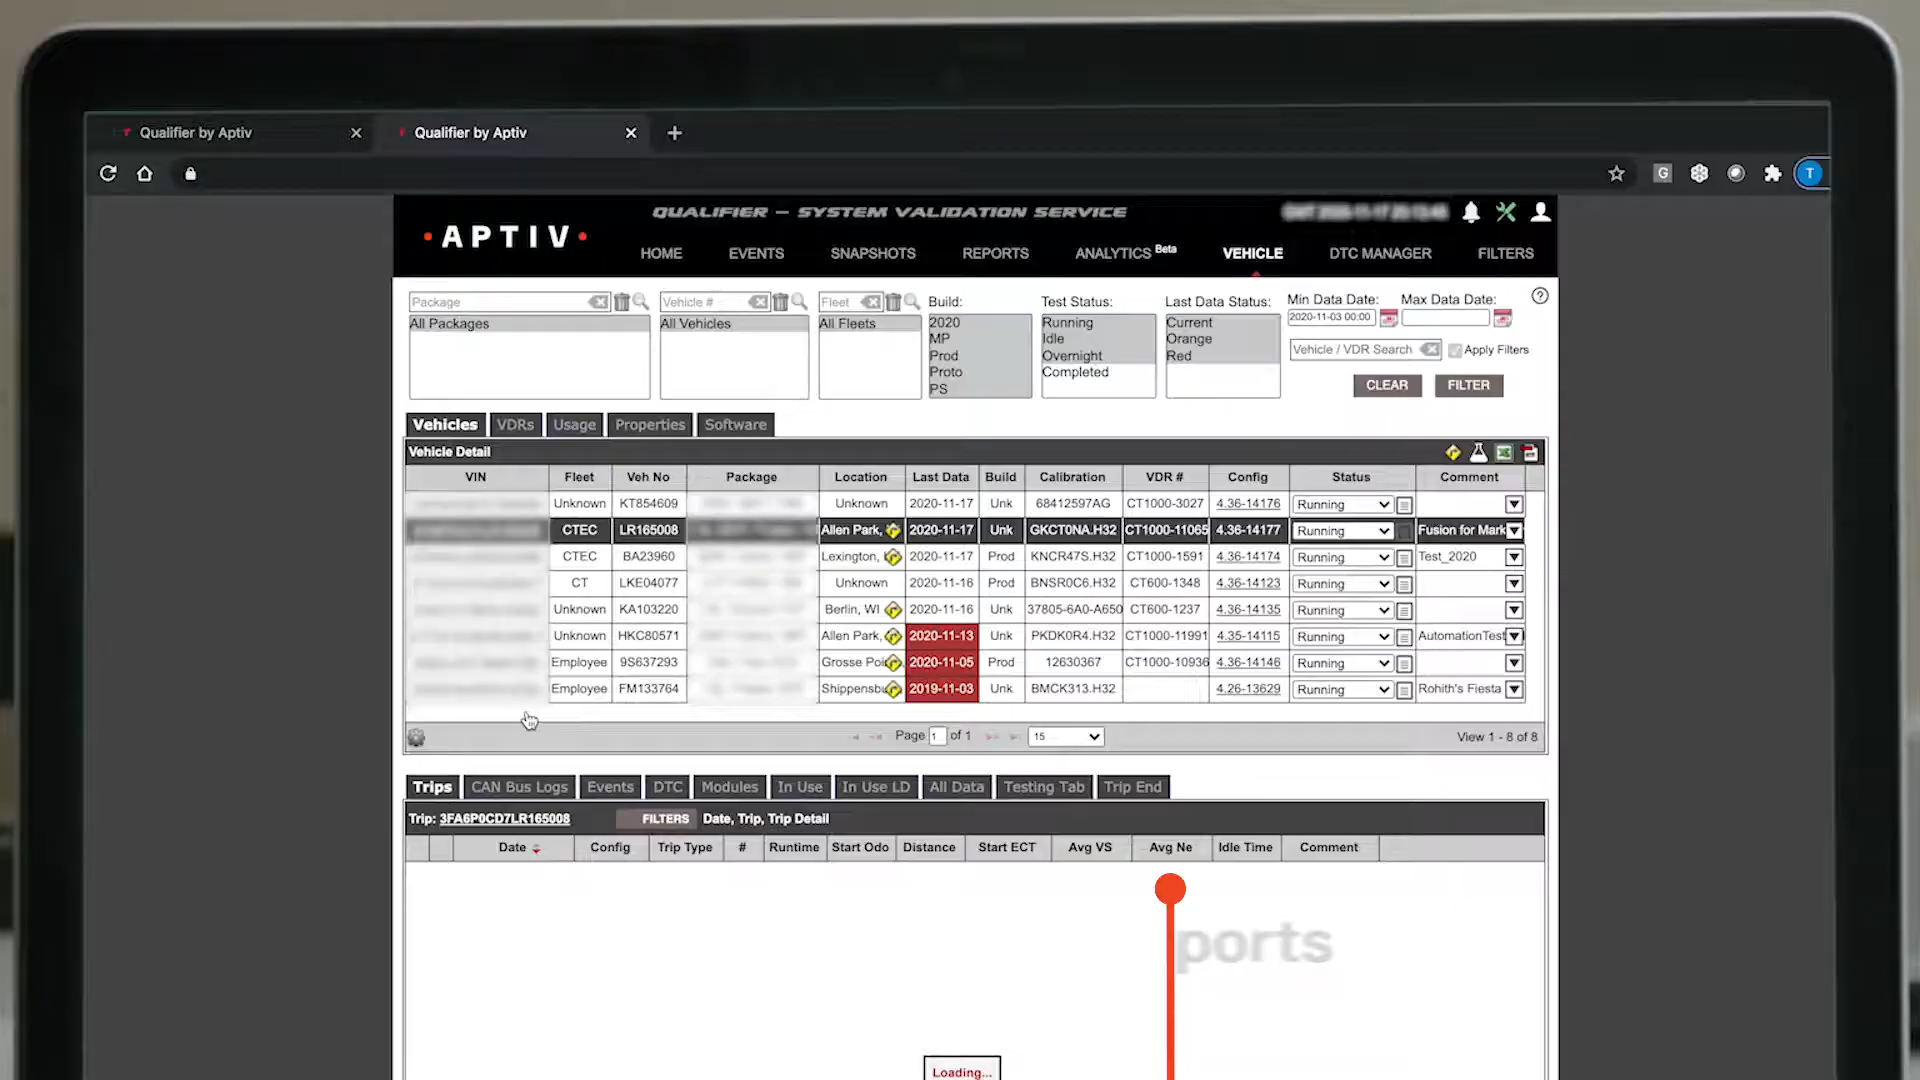 Qualifier by Aptiv
Qualifier by Aptiv
G
T
QUALIFIER – SYSTEM VALIDATION SERVICE
APTIV
HOME EVENTS SNAPSHOTS REPORTS ANALYTICS Beta VEHICLE DTC MANAGER FILTERS
Package Vehicle # Fleet Build: Test Status: Last Data Status: Min Data Date: Max Data Date:
All Packages All Vehicles All Fleets 2020 Running Current 2020-11-03 00:00
MP Idle Orange
Prod Overnight Red Vehicle / VDR Search Apply Filters
Proto Completed
PS CLEAR FILTER
Vehicles VDRs Usage Properties Software
Vehicle Detail
VIN Fleet Veh No Package Location Last Data Build Calibration VDR # Config Status Comment
Unknown KT854609 Unknown 2020-11-17 Unk 68412597AG CT1000-3027 4.36-14176 Running
CTEC LR165008 Allen Park, 2020-11-17 Unk GKCT0NA.H32 CT1000-11065 4.36-14177 Running Fusion for Mark
CTEC BA23960 Lexington, 2020-11-17 Prod KNCR47S.H32 CT1000-1591 4.36-14174 Running Test_2020
CT LKE04077 Unknown 2020-11-16 Prod BNSR0C6.H32 CT600-1348 4.36-14123 Running
Unknown KA103220 Berlin, WI 2020-11-16 Unk 37805-6A0-A650 CT600-1237 4.36-14135 Running
Unknown HKC80571 Allen Park, 2020-11-13 Unk PKDK0R4.H32 CT1000-11991 4.35-14115 Running AutomationTest
Employee 9S637293 Grosse Poi 2020-11-05 Prod 12630367 CT1000-10936 4.36-14146 Running
Employee FM133764 Shippensbu 2019-11-03 Unk BMCK313.H32 4.26-13629 Running Rohith's Fiesta
Page 1 of 1 15 View 1 - 8 of 8
Trips CAN Bus Logs Events DTC Modules In Use In Use LD All Data Testing Tab Trip End
Trip: 3FA6P0CD7LR165008 FILTERS Date, Trip, Trip Detail
Date Config Trip Type # Runtime Start Odo Distance Start ECT Avg VS Avg Ne Idle Time Comment
ports
Loading...